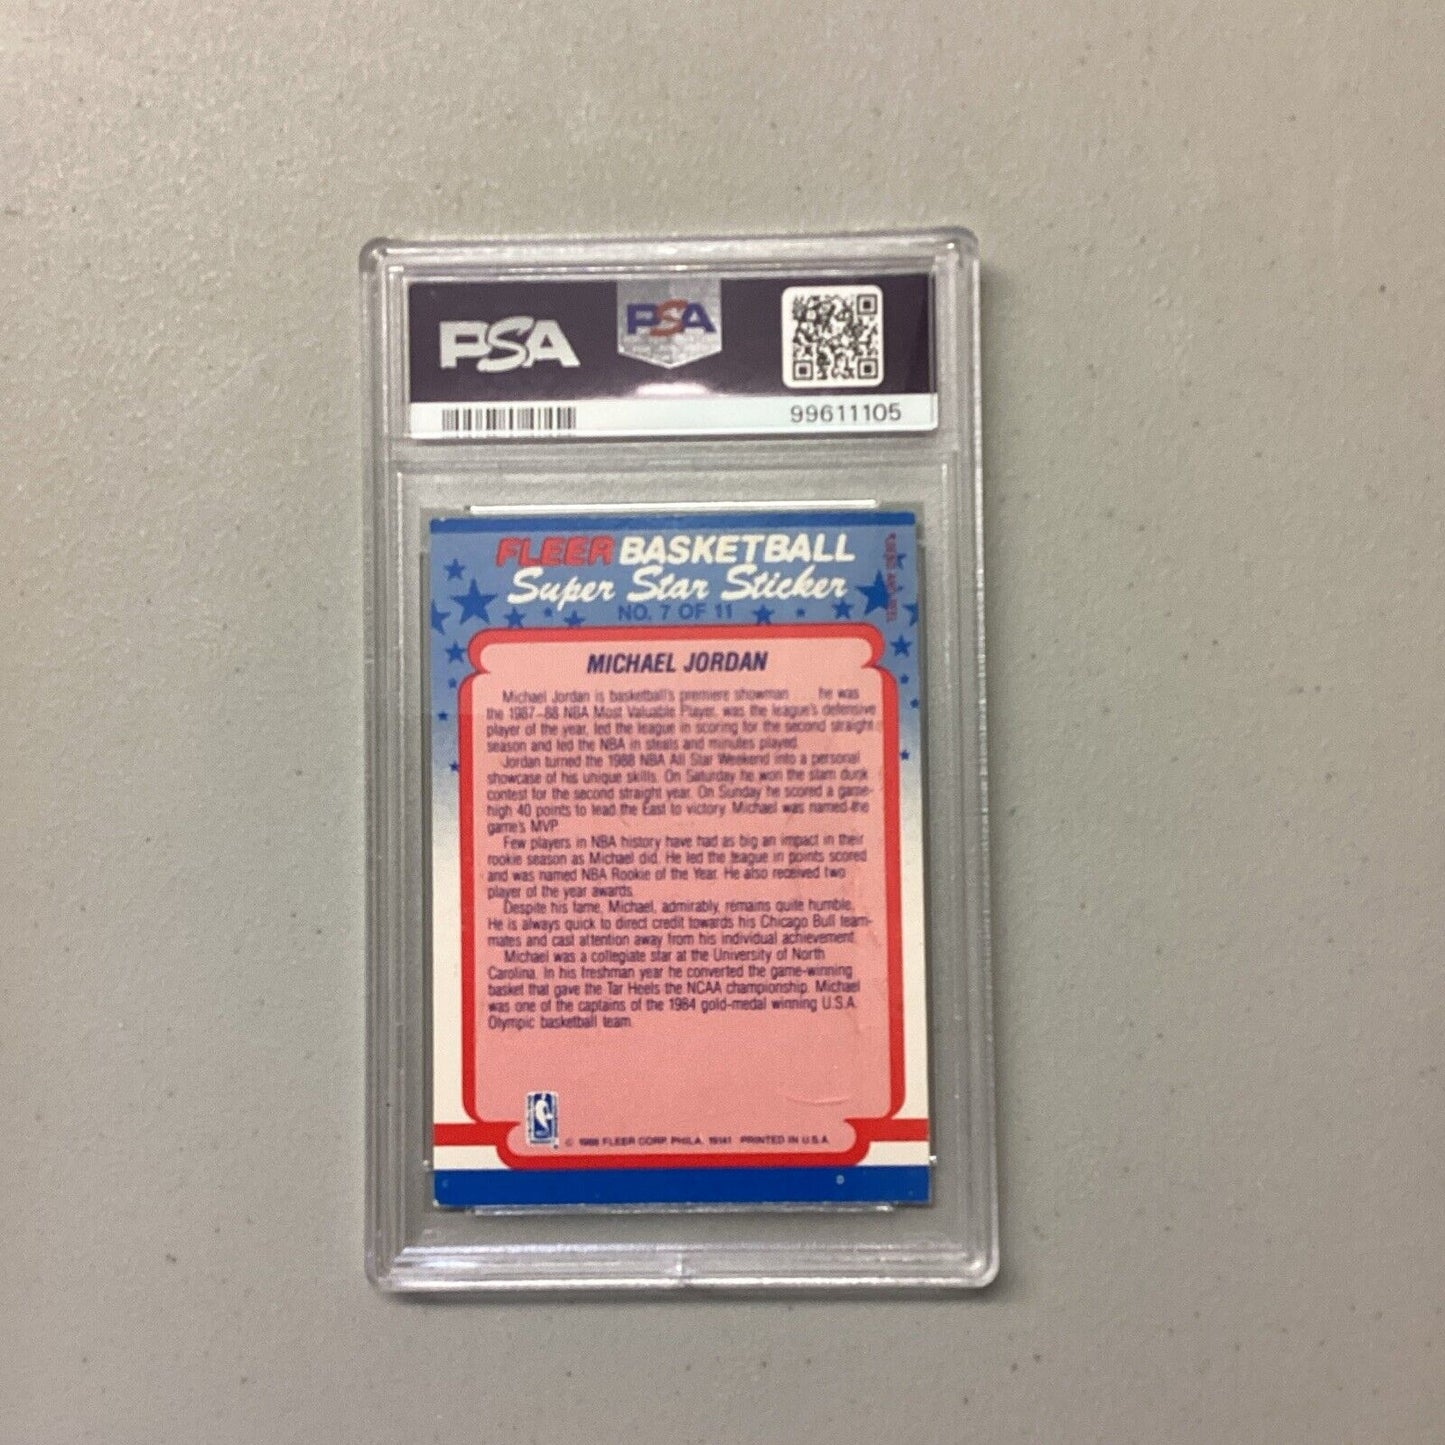 PSA
PSA
99611105
FLEER BASKETBALL
Super Star Sticker
NO. 7 OF 11
MICHAEL JORDAN
Michael Jordan is basketball's premiere showman he was
the 1987-88 NBA Most Valuable Player, was the league's defensive
player of the year, led the league in scoring for the second straight
season and led the NBA in steals and minutes played.
Jordan turned the 1988 NBA All Star Weekend into a personal
showcase of his unique skills. On Saturday he won the slam dunk
contest for the second straight year. On Sunday he scored a game-
high 40 points to lead the East to victory. Michael was named the
game's MVP.
Few players in NBA history have had as big an impact in their
rookie season as Michael did. He led the league in points scored
and was named NBA Rookie of the Year. He also received two
player of the year awards.
Despite his fame, Michael, admirably, remains quite humble.
He is always quick to direct credit towards his Chicago Bull team-
mates and cast attention away from his individual achievement.
Michael was a collegiate star at the University of North
Carolina. In his freshman year he converted the game-winning
basket that gave the Tar Heels the NCAA championship. Michael
was one of the captains of the 1984 gold-medal winning U.S.A.
Olympic basketball team.
© 1988 FLEER CORP. PHILA. 19141 PRINTED IN U.S.A.